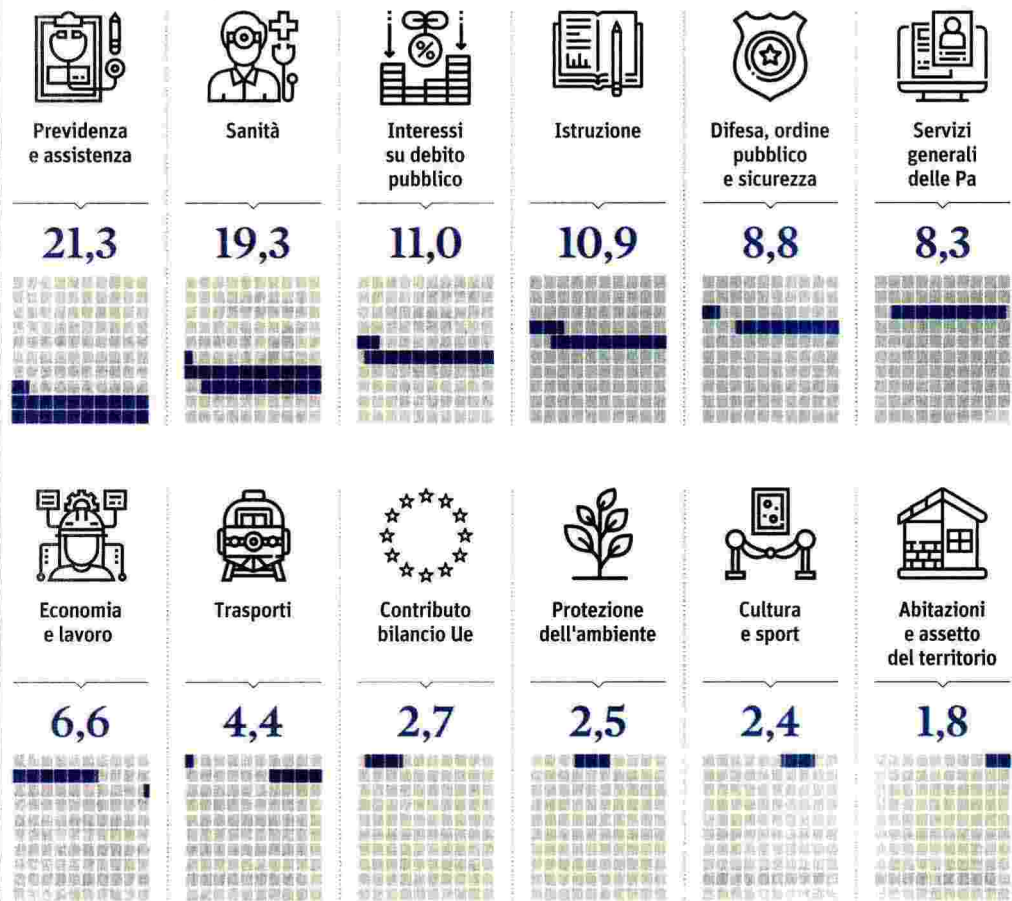 Previdenza
e assistenza
21,3
Sanità
19,3
Interessi
su debito
pubblico
11,0
Istruzione
10,9
Difesa, ordine
pubblico
e sicurezza
8,8
Servizi
generali
delle Pa
8,3
Economia
e lavoro
6,6
Trasporti
4,4
Contributo
bilancio Ue
2,7
Protezione
dell'ambiente
2,5
Cultura
e sport
2,4
Abitazioni
e assetto
del territorio
1,8